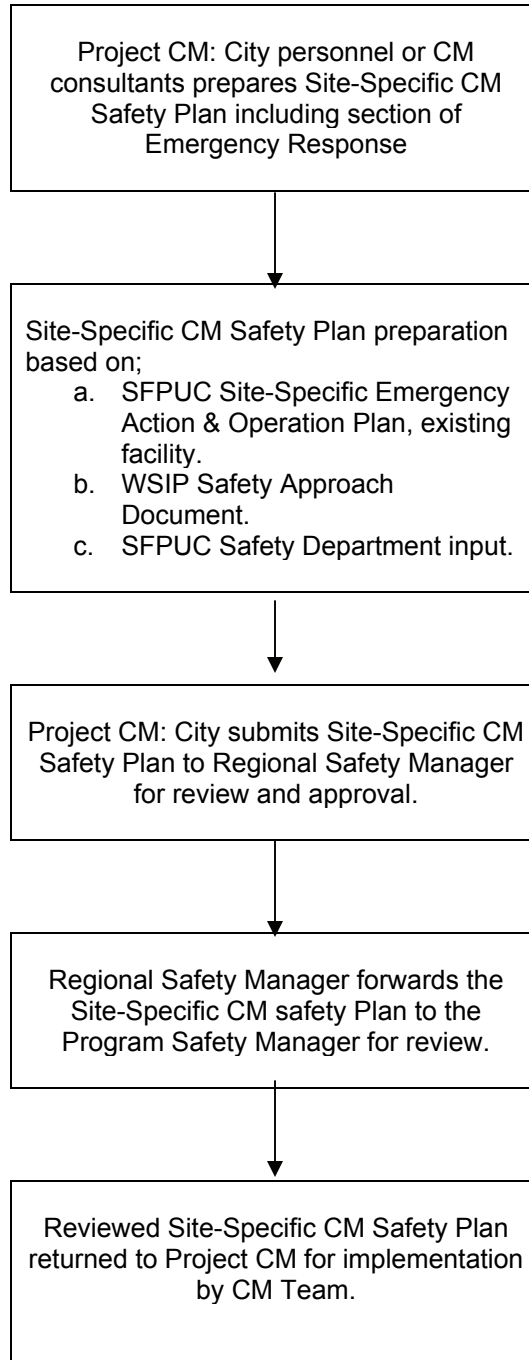 Project CM: City personnel or CM
consultants prepares Site-Specific CM
Safety Plan including section of
Emergency Response
Site-Specific CM Safety Plan preparation
based on;
a. SFPUC Site-Specific Emergency
Action & Operation Plan, existing
facility.
b. WSIP Safety Approach
Document.
c. SFPUC Safety Department input.
Project CM: City submits Site-Specific CM
Safety Plan to Regional Safety Manager
for review and approval.
Regional Safety Manager forwards the
Site-Specific CM safety Plan to the
Program Safety Manager for review.
Reviewed Site-Specific CM Safety Plan
returned to Project CM for implementation
by CM Team.